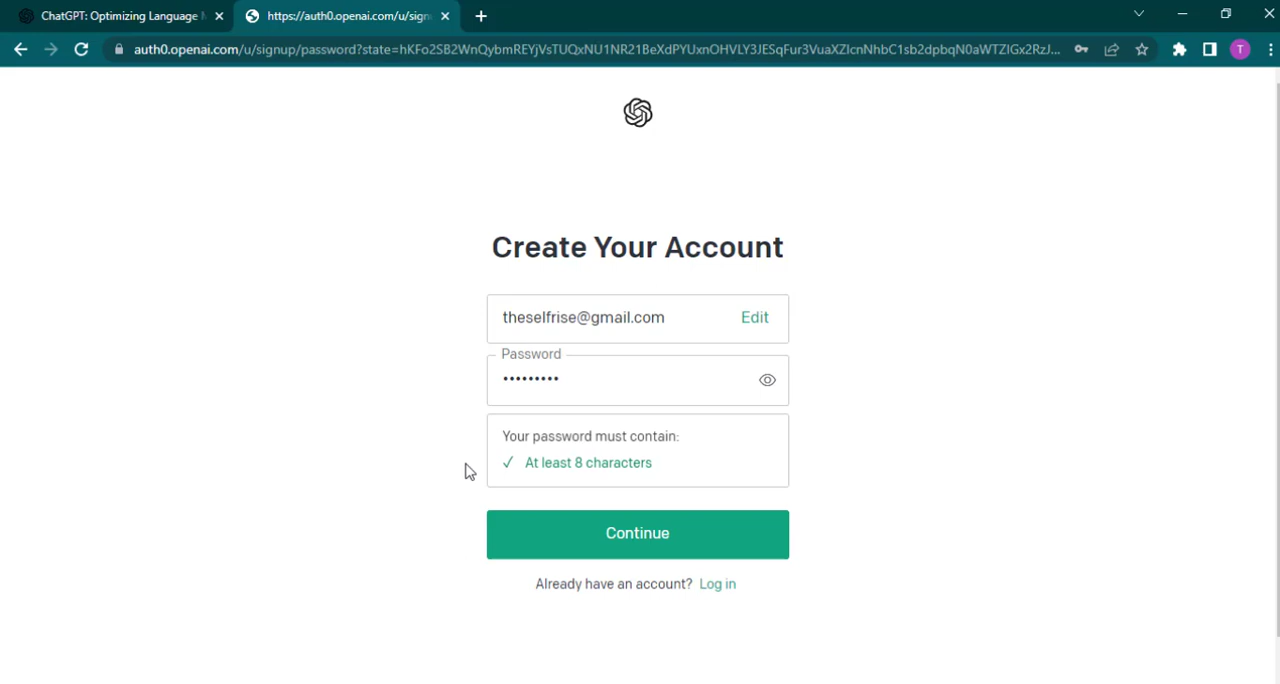 ChatGPT: Optimizing Language
https://auth0.openai.com/u/sign
auth0.openai.com/u/signup/password?state=hKFo2SB2WnQybmREYjVsTUQxNU1NR21BeXdPYUxnOHVLY3JESqFur3VuaXZlcnNhbC1sb2dpbqN0aWTZIGx2RzJ...
T
Create Your Account
theselfrise@gmail.com Edit
Password
Your password must contain:
✓ At least 8 characters
Continue
Already have an account? Log in